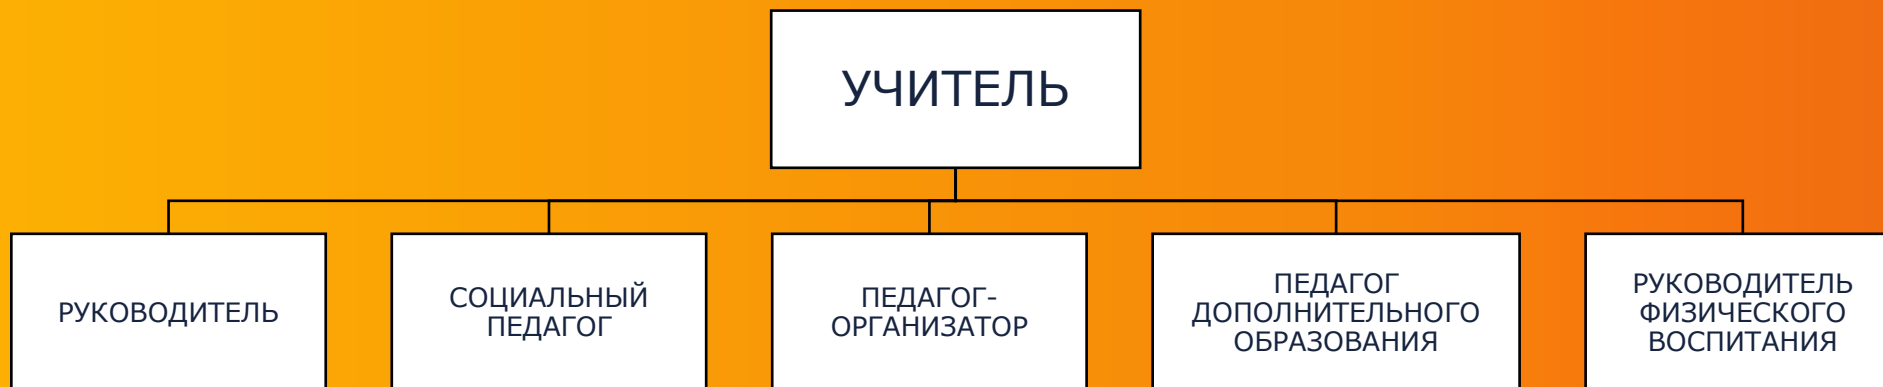 УЧИТЕЛЬ
РУКОВОДИТЕЛЬ
СОЦИАЛЬНЫЙ
ПЕДАГОГ
ПЕДАГОГ-
ОРГАНИЗАТОР
ПЕДАГОГ
ДОПОЛНИТЕЛЬНОГО
ОБРАЗОВАНИЯ
РУКОВОДИТЕЛЬ
ФИЗИЧЕСКОГО
ВОСПИТАНИЯ